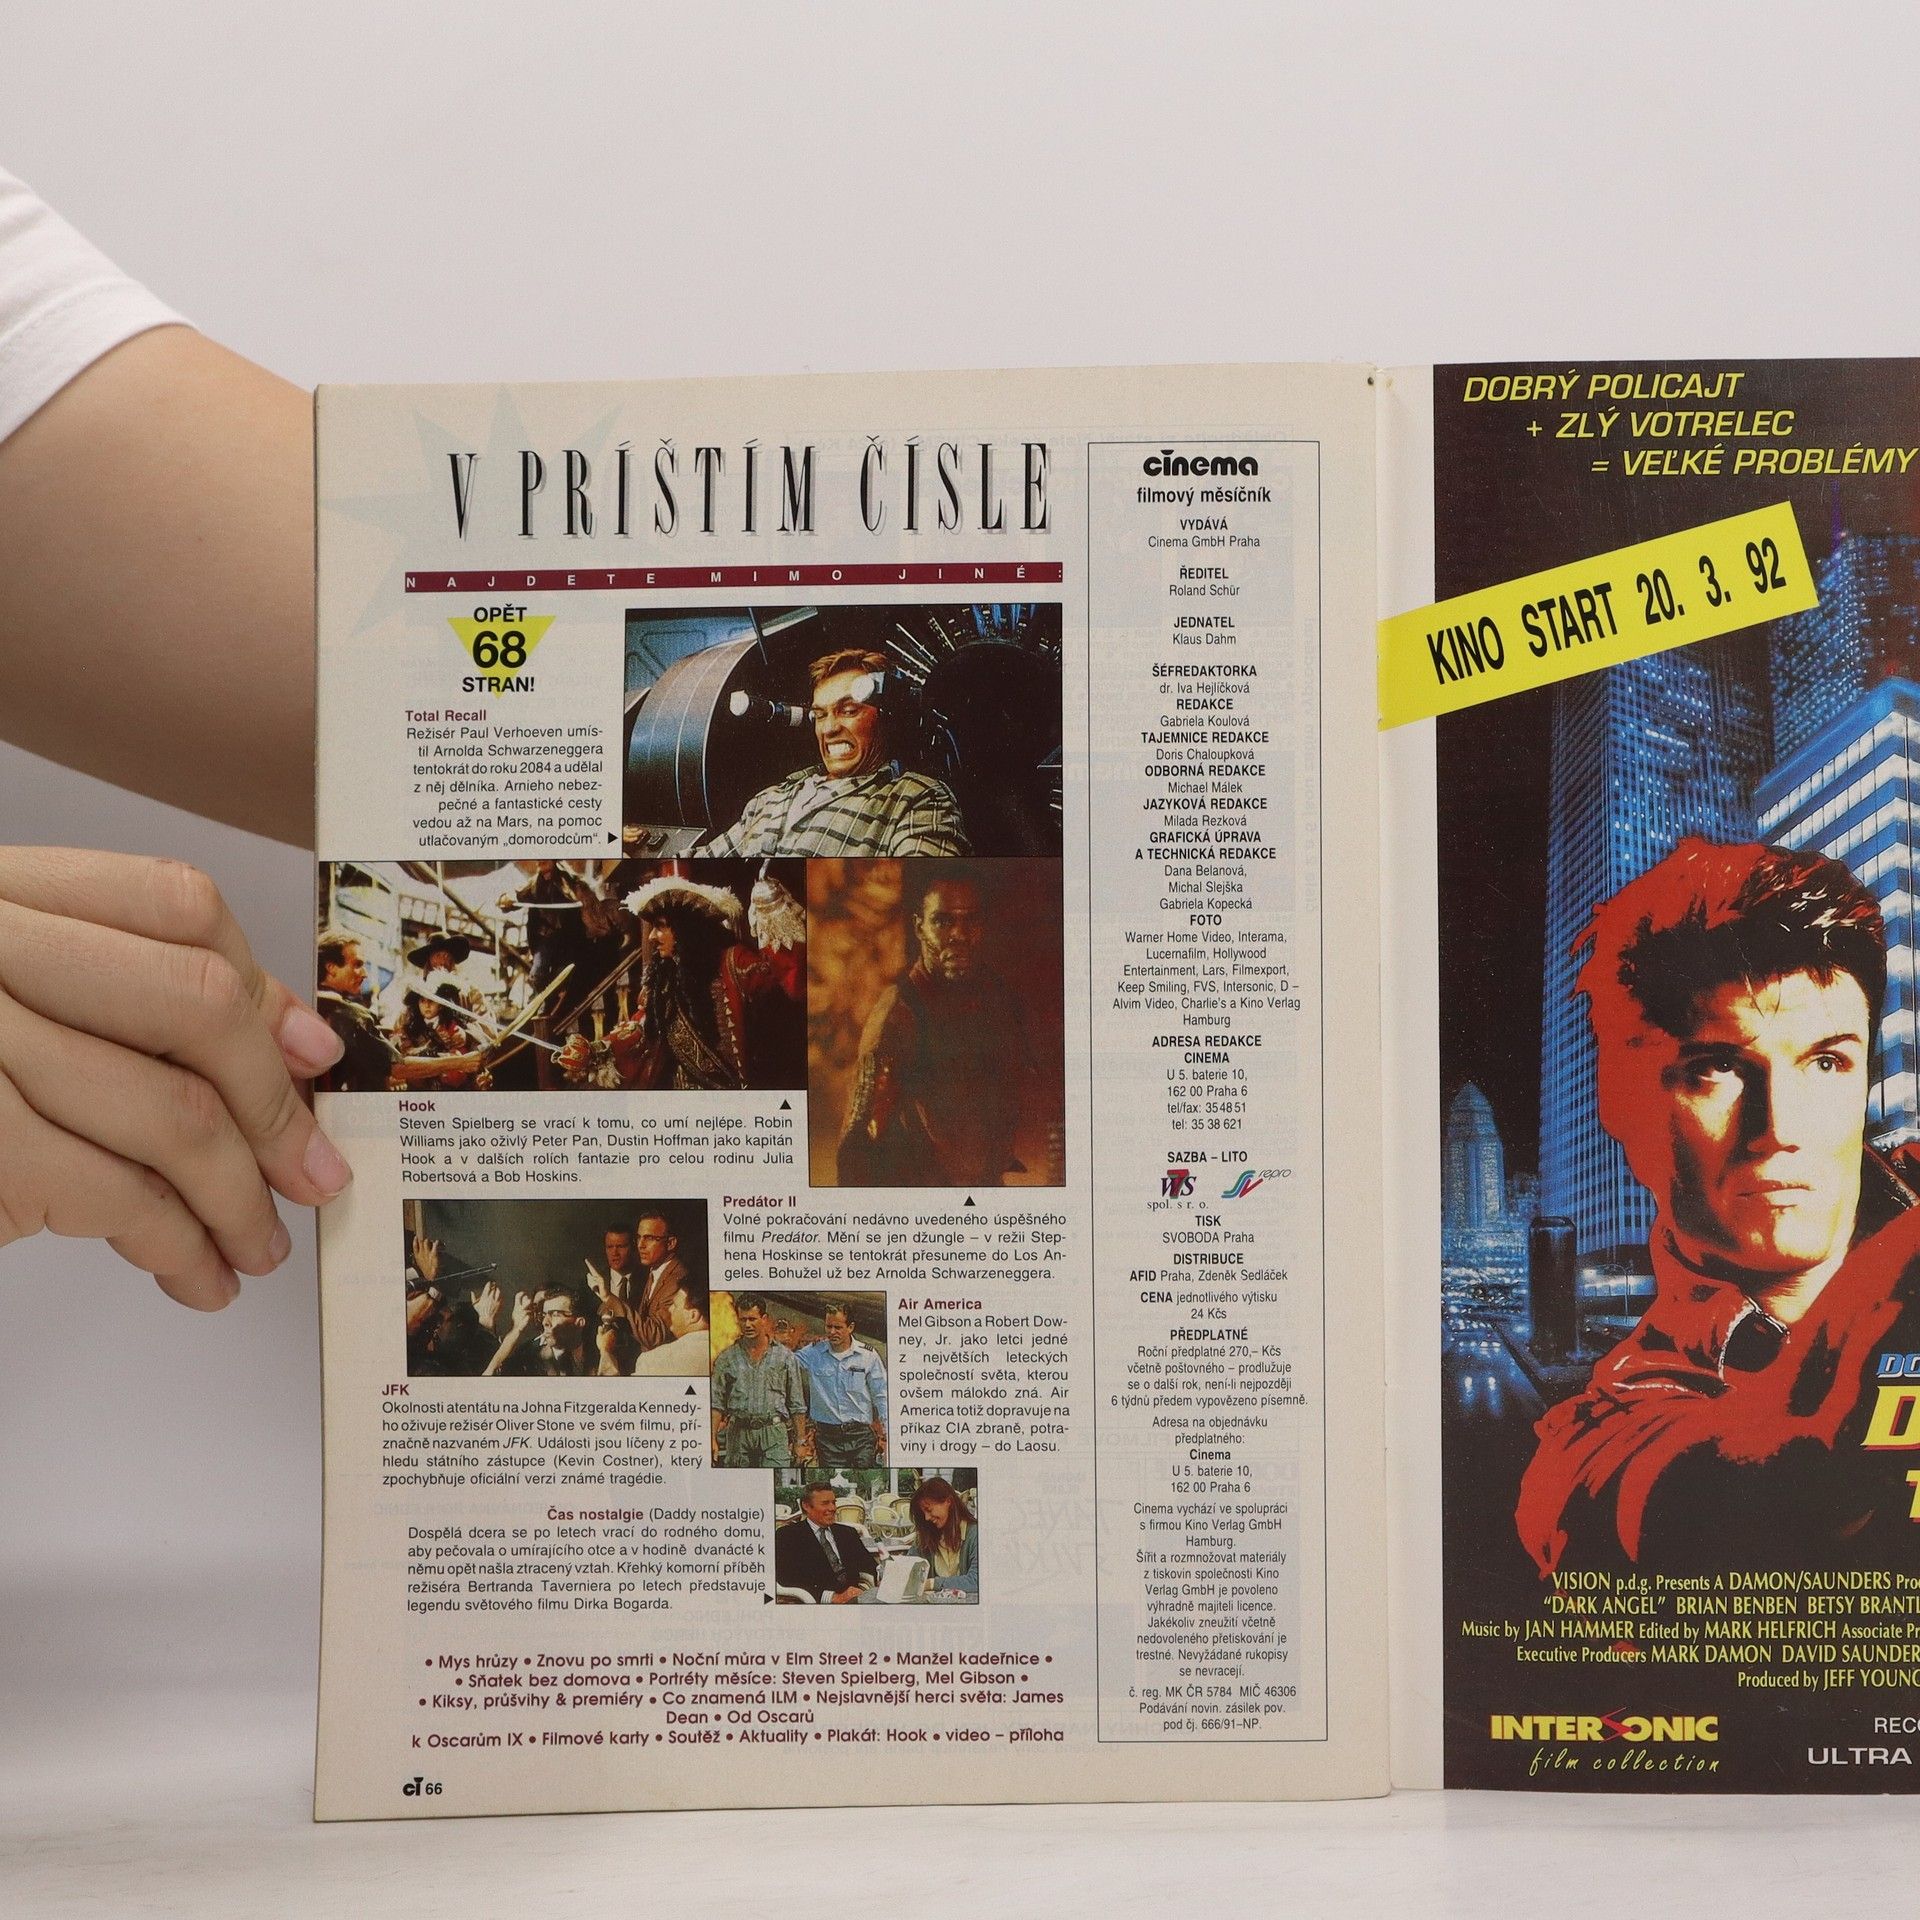 V PRÍŠTÍM ČÍSLE
NAJDETE MIMO JINÉ:
OPĚT
68
STRAN!
Total Recall
Režisér Paul Verhoeven umís-
til Arnolda Schwarzeneggera
tentokrát do roku 2084 a udělal
z něj dělníka. Arnieho nebez-
pečné a fantastické cesty
vedou až na Mars, na pomoc
utlačovaným „domorodcům“.
Hook
Steven Spielberg se vrací k tomu, co umí nejlépe. Robin
Williams jako oživlý Peter Pan, Dustin Hoffman jako kapitán
Hook a v dalších rolích fantazie pro celou rodinu Julia
Robertsová a Bob Hoskins.
Predátor II
Volné pokračování nedávno uvedeného úspěšného
filmu Predátor. Mění se jen džungle – v režii Step-
hena Hoskinse se tentokrát přesuneme do Los An-
geles. Bohužel už bez Arnolda Schwarzeneggera.
Air America
Mel Gibson a Robert Dow-
ney, Jr. jako letci jedné
z největších leteckých
společností světa, kterou
ovšem málokdo zná. Air
America totiž dopravuje na
příkaz CIA zbraně, potra-
viny i drogy – do Laosu.
JFK
Okolnosti atentátu na Johna Fitzgeralda Kennedy-
ho oživuje režisér Oliver Stone ve svém filmu, pří-
značně nazvaném JFK. Události jsou líčeny z po-
hledu státního zástupce (Kevin Costner), který
zpochybňuje oficiální verzi známé tragédie.
Čas nostalgie (Daddy nostalgie)
Dospělá dcera se po letech vrací do rodného domu,
aby pečovala o umírajícího otce a v hodině dvanácté k
němu opět našla ztracený vztah. Křehký komorní příběh
režiséra Bertranda Taverniera po letech představuje
legendu světového filmu Dirka Bogarda.
• Mys hrůzy • Znovu po smrti • Noční můra v Elm Street 2 • Manžel kadeřnice •
• Sňatek bez domova • Portréty měsíce: Steven Spielberg, Mel Gibson •
• Kiksy, průšvihy & premiéry • Co znamená ILM • Nejslavnější herci světa: James
Dean • Od Oscarů
k Oscarům IX • Filmové karty • Soutěž • Aktuality • Plakát: Hook • video – příloha
ci 66
cinema
filmový měsíčník
VYDÁVÁ
Cinema GmbH Praha
ŘEDITEL
Roland Schür
JEDNATEL
Klaus Dahm
ŠÉFREDAKTORKA
dr. Iva Hejlíčková
REDAKCE
Gabriela Koulová
TAJEMNICE REDAKCE
Doris Chaloupková
ODBORNÁ REDAKCE
Michael Málek
JAZYKOVÁ REDAKCE
Milada Rezková
GRAFICKÁ ÚPRAVA
A TECHNICKÁ REDAKCE
Dana Belanová,
Michal Slejška
Gabriela Kopecká
FOTO
Warner Home Video, Interama,
Lucernafilm, Hollywood
Entertainment, Lars, Filmexport,
Keep Smiling, FVS, Intersonic, D –
Alvim Video, Charlie's a Kino Verlag
Hamburg
ADRESA REDAKCE
CINEMA
U 5. baterie 10,
162 00 Praha 6
tel/fax: 35 48 51
tel: 35 38 621
SAZBA – LITO
WS repro
spol. s r. o.
TISK
SVOBODA Praha
DISTRIBUCE
AFID Praha, Zdeněk Sedláček
CENA jednotlivého výtisku
24 Kčs
PŘEDPLATNÉ
Roční předplatné 270,– Kčs
včetně poštovného – prodlužuje
se o další rok, není-li nejpozději
6 týdnů předem vypovězeno písemně.
Adresa na objednávku
předplatného:
Cinema
U 5. baterie 10,
162 00 Praha 6
Cinema vychází ve spolupráci
s firmou Kino Verlag GmbH
Hamburg.
Šířit a rozmnožovat materiály
z tiskovin společnosti Kino
Verlag GmbH je povoleno
výhradně majiteli licence.
Jakékoliv zneužití včetně
nedovoleného přetiskování je
trestné. Nevyžádané rukopisy
se nevracejí.
č. reg. MK ČR 5784 MIČ 46306
Podávání novin. zásilek pov.
pod čj. 666/91–NP.
DOBRÝ POLICAJT
+ ZLÝ VOTRELEC
= VEĽKÉ PROBLÉMY
KINO START 20. 3. 92
VISION p.d.g. Presents A DAMON/SAUNDERS
"DARK ANGEL" BRIAN BENBEN BETSY
Music by JAN HAMMER Edited by MARK HELFRICH Associate
Executive Producers MARK DAMON DAVID
Produced by JEFF YOUNG
INTERSONIC
film collection
ULTRA